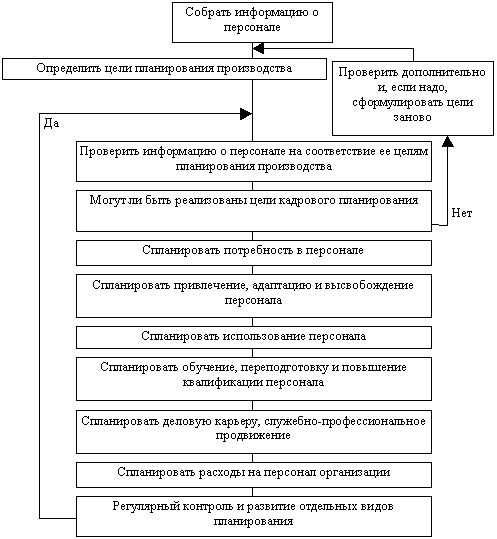 Собрать информацию о
персонале
Определить цели планирования производства
Проверить дополнительно
и, если надо,
сформулировать цели
заново
Да
Проверить информацию о персонале на соответствие ее целям
планирования производства
Могут ли быть реализованы цели кадрового планирования
Нет
Спланировать потребность в персонале
Спланировать привлечение, адаптацию и высвобождение
персонала
Спланировать использование персонала
Спланировать обучение, переподготовку и повышение
квалификации персонала
Спланировать деловую карьеру, служебно-профессиональное
продвижение
Спланировать расходы на персонал организации
Регулярный контроль и развитие отдельных видов
планирования